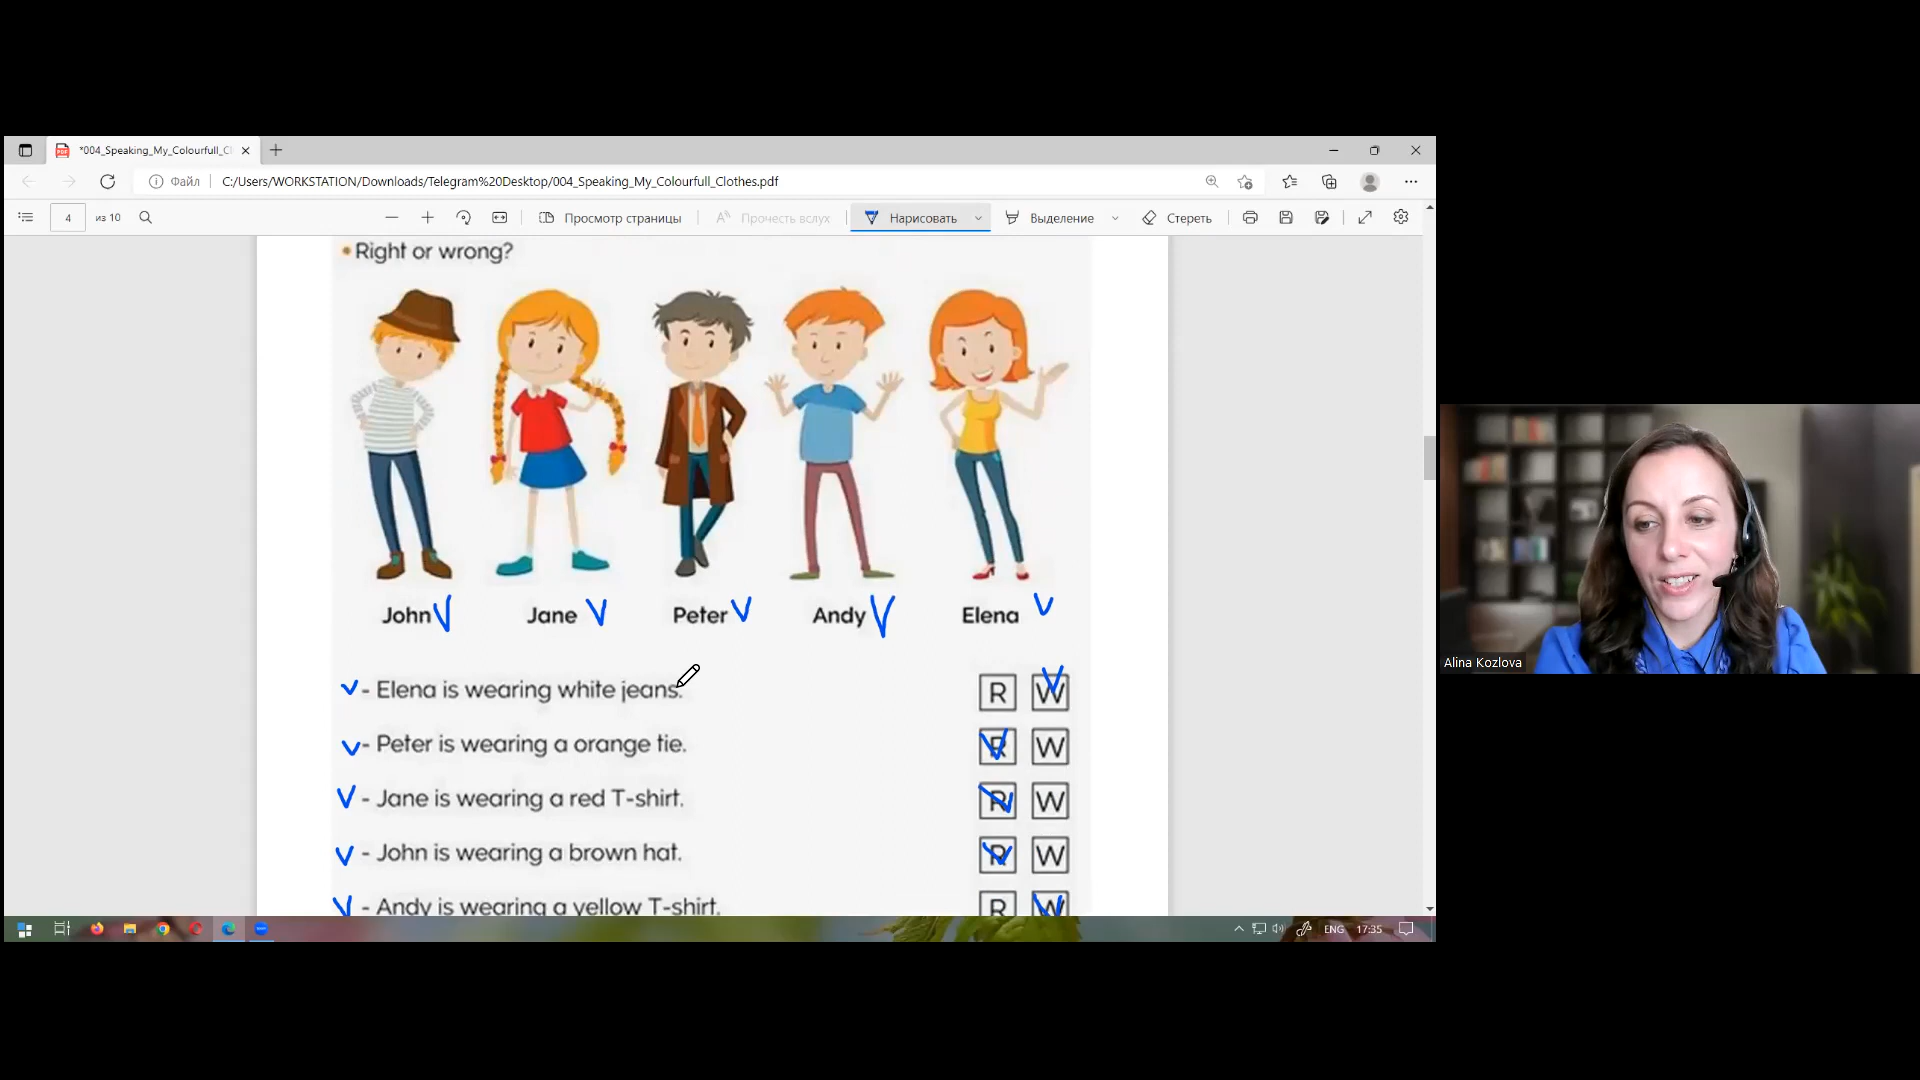 *004_Speaking_My_Colourfull_Cl
Файл
C:/Users/WORKSTATION/Downloads/Telegram%20Desktop/004_Speaking_My_Colourfull_Clothes.pdf
4 из 10
Просмотр страницы
Прочесть вслух
Нарисовать
Выделение
Стереть
• Right or wrong?
John Jane Peter Andy Elena
- Elena is wearing white jeans. R W
- Peter is wearing a orange tie. R W
- Jane is wearing a red T-shirt. R W
- John is wearing a brown hat. R W
- Andy is wearing a yellow T-shirt. R W
Alina Kozlova
ENG 17:35